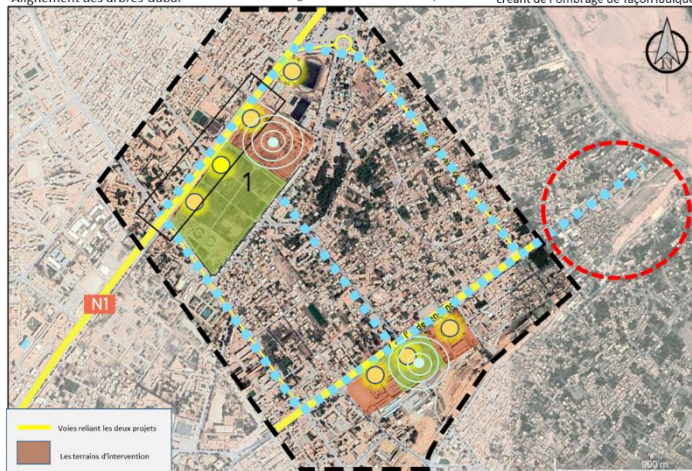 Alignement des arbres
créant de l'ombrage de façon ludique
1
N1
Voies reliant les deux projets
Les terrains d'intervention
900 m